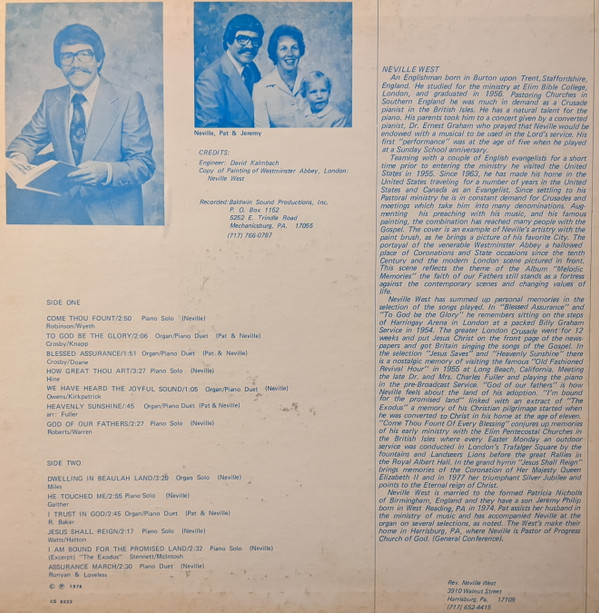 Neville, Pat & Jeremy
CREDITS:
Engineer: David Kalmbach
Copy of Painting of Westminster Abbey, London:
Neville West
Recorded: Baldwin Sound Productions, Inc.
P. O. Box 1152
5252 E. Trindle Road
Mechanicsburg, PA. 17055
(717) 766-0787
SIDE ONE
COME THOU FOUNT/2:50 Piano Solo (Neville)
Robinson/Wyeth
TO GOD BE THE GLORY/2:06 Organ/Piano Duet (Pat & Neville)
Crosby/Knapp
BLESSED ASSURANCE/1:51 Organ/Piano Duet (Pat & Neville)
Crosby/Doane
HOW GREAT THOU ART/3:27 Piano Solo (Neville)
Hine
WE HAVE HEARD THE JOYFUL SOUND/1:05 Organ/Piano Duet (Neville)
Owens/Kirkpatrick
HEAVENLY SUNSHINE/:45 Organ/Piano Duet (Pat & Neville)
arr: Fuller
GOD OF OUR FATHERS/2:27 Piano Solo (Neville)
Roberts/Warren
SIDE TWO
DWELLING IN BEAULAH LAND/3:26 Organ Solo (Neville)
Miles
HE TOUCHED ME/2:55 Piano Solo (Neville)
Gaither
I TRUST IN GOD/2:45 Organ/Piano Duet (Pat & Neville)
R. Baker
JESUS SHALL REIGN/2:17 Piano Solo (Neville)
Watts/Hatton
I AM BOUND FOR THE PROMISED LAND/2:32 Piano Solo (Neville)
(Excerpt) "The Exodus" Stennett/McIntosh
ASSURANCE MARCH/2:30 Piano Duet (Neville)
Runyan & Loveless
© ℗ 1978
NEVILLE WEST
An Englishman born in Burton upon Trent, Staffordshire,
England. He studied for the ministry at Elim Bible College,
London, and graduated in 1956. Pastoring Churches in
Southern England he was much in demand as a Crusade
pianist in the British Isles. He has a natural talent for the
piano. His parents took him to a concert given by a converted
pianist, Dr. Ernest Graham who prayed that Neville would be
endowed with a musical to be used in the Lord's service. His
first "performance" was at the age of five when he played
at a Sunday School anniversary.
Teaming with a couple of English evangelists for a short
time prior to entering the ministry he visited the United
States in 1955. Since 1963, he has made his home in the
United States traveling for a number of years in the United
States and Canada as an Evangelist. Since settling to his
Pastoral ministry he is in constant demand for Crusades and
meetings which take him into many denominations. Aug-
menting his preaching with his music, and his famous
painting, the combination has reached many people with the
Gospel. The cover is an example of Neville's artistry with the
paint brush, as he brings a picture of his favorite City. The
portayal of the venerable Westminster Abbey a hallowed
place of Coronations and State occasions since the tenth
Century and the modern London scene pictured in front.
This scene reflects the theme of the Album "Melodic
Memories" the faith of our Fathers still stands as a fortress
against the contemporary scenes and changing values of
life.
Neville West has summed up personal memories in the
selection of the songs played. In "Blessed Assurance" and
"To God be the Glory" he remembers sitting on the steps
of Harringay Arena in London at a packed Billy Graham
Service in 1954. The greater London Crusade went for 12
weeks and put Jesus Christ on the front page of the news-
papers and got Britain singing the songs of the Gospel. In
the selection "Jesus Saves" and "Heavenly Sunshine" there
is a nostalgic memory of visiting the famous "Old Fashioned
Revival Hour" in 1955 at Long Beach, California. Meeting
the late Dr. and Mrs. Charles Fuller and playing the piano
in the pre-Broadcast Service. "God of our fathers" is how
Neville feels about the land of his adoption. "I'm bound
for the promised land" linked with an extract of "The
Exodus" a memory of his Christian pilgrimage started when
he was converted to Christ in his home at the age of eleven.
"Come Thou Fount Of Every Blessing" conjures up memories
of his early ministry with the Elim Pentecostal Churches in
the British Isles where every Easter Monday an outdoor
service was conducted in London's Trafalger Square by the
fountains and Landseers Lions before the great Rallies in
the Royal Albert Hall. In the grand hymn "Jesus Shall Reign"
brings memories of the Coronation of Her Majesty Queen
Elizabeth II and in 1977 her triumphant Silver Jubilee and
points to the Eternal reign of Christ.
Neville West is married to the formed Patricia Nicholls
of Birmingham, England and they have a son Jeremy Philip
born in West Reading, PA in 1974. Pat assists her husband in
the ministry of music and has accompanied Neville at the
organ on several selections, as noted. The West's make their
home in Harrisburg, PA, where Neville is Pastor of Progress
Church of God. (General Conference).
Rev. Neville West
3910 Walnut Street
Harrisburg, Pa. 17109
(717) 652-4415